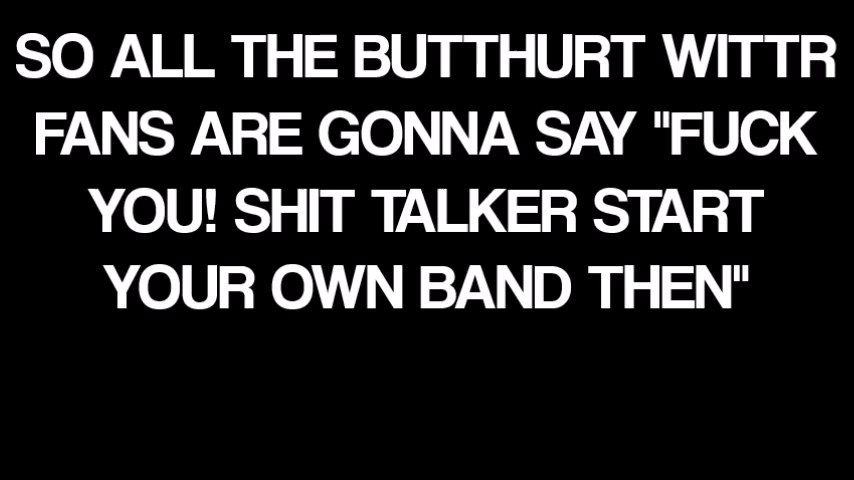 SO ALL THE BUTTHURT WITTR
FANS ARE GONNA SAY "FUCK
YOU! SHIT TALKER START
YOUR OWN BAND THEN"